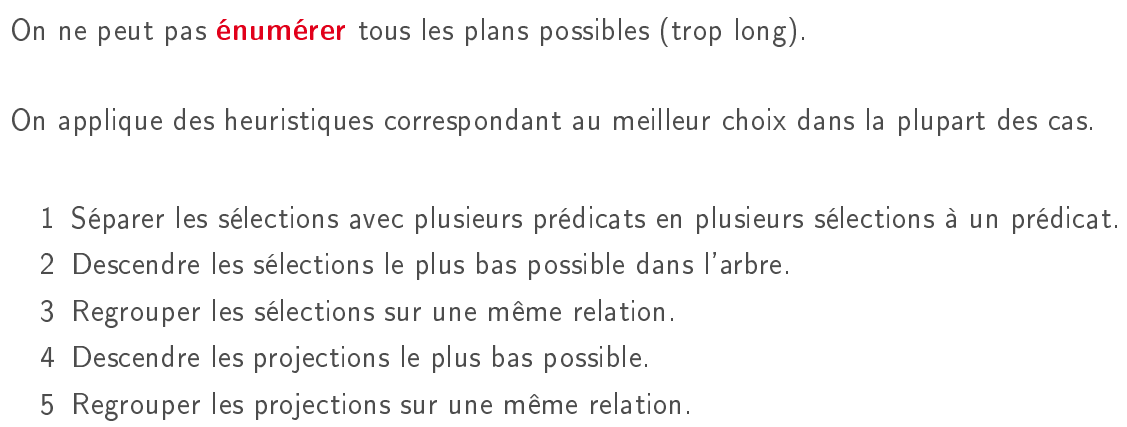 On ne peut pas énumérer tous les plans possibles (trop long).
On applique des heuristiques correspondant au meilleur choix dans la plupart des cas.
1 Séparer les sélections avec plusieurs prédicats en plusieurs sélections à un prédicat.
2 Descendre les sélections le plus bas possible dans l'arbre.
3 Regrouper les sélections sur une même relation.
4 Descendre les projections le plus bas possible.
5 Regrouper les projections sur une même relation.